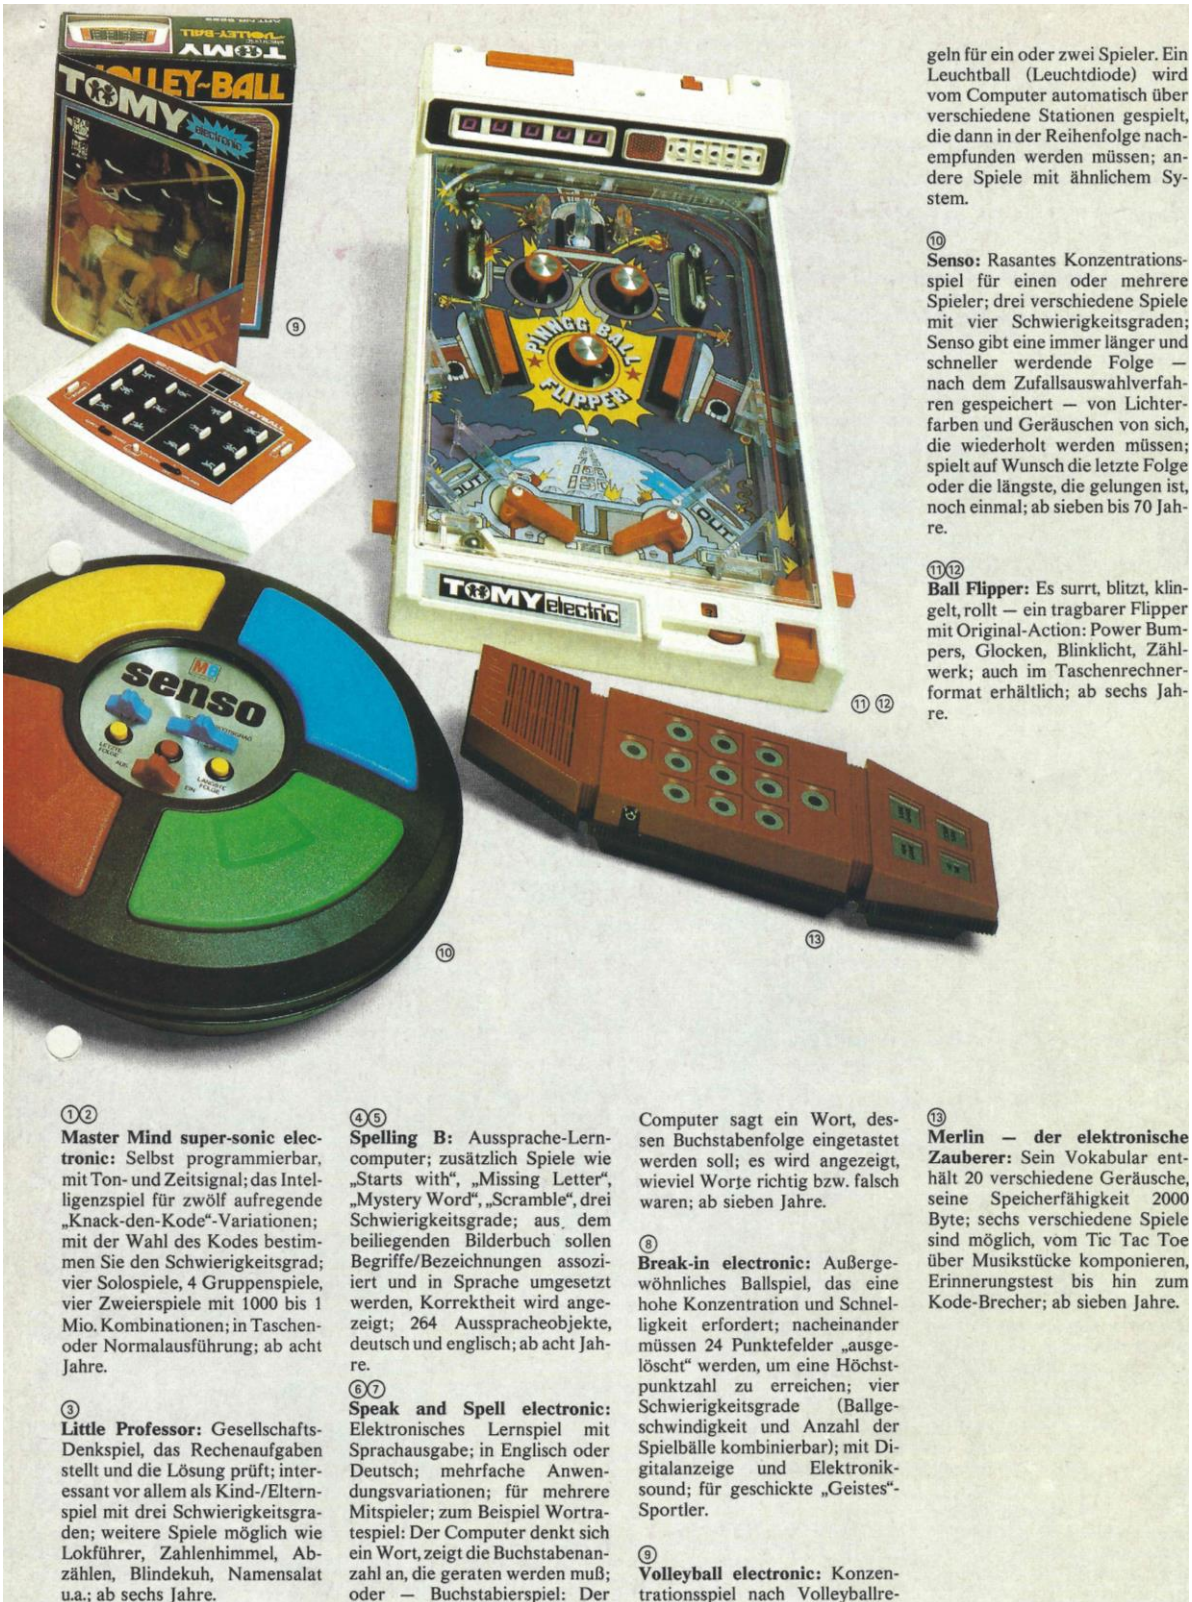 TOMY
VOLLEY-BALL
VOLLEY~BALL
TOMY
electronic
⑨
VOLLEYBALL
PINNGG BALL
FLIPPER
OUT
OUT
TOMY electric
⑪ ⑫
MB
senso
LETZTE
FOLGE
AUS
EIN
LÄNGSTE
FOLGE
⑩
⑬
①②
Master Mind super-sonic elec-
tronic: Selbst programmierbar,
mit Ton- und Zeitsignal; das Intel-
ligenzspiel für zwölf aufregende
„Knack-den-Kode“-Variationen;
mit der Wahl des Kodes bestim-
men Sie den Schwierigkeitsgrad;
vier Solospiele, 4 Gruppenspiele,
vier Zweierspiele mit 1000 bis 1
Mio. Kombinationen; in Taschen-
oder Normalausführung; ab acht
Jahre.
③
Little Professor: Gesellschafts-
Denkspiel, das Rechenaufgaben
stellt und die Lösung prüft; inter-
essant vor allem als Kind-/Eltern-
spiel mit drei Schwierigkeitsgra-
den; weitere Spiele möglich wie
Lokführer, Zahlenhimmel, Ab-
zählen, Blindekuh, Namensalat
u.a.; ab sechs Jahre.
④⑤
Spelling B: Aussprache-Lern-
computer; zusätzlich Spiele wie
„Starts with“, „Missing Letter“,
„Mystery Word“, „Scramble“, drei
Schwierigkeitsgrade; aus dem
beiliegenden Bilderbuch sollen
Begriffe/Bezeichnungen assozi-
iert und in Sprache umgesetzt
werden, Korrektheit wird ange-
zeigt; 264 Ausspracheobjekte,
deutsch und englisch; ab acht Jah-
re.
⑥⑦
Speak and Spell electronic:
Elektronisches Lernspiel mit
Sprachausgabe; in Englisch oder
Deutsch; mehrfache Anwen-
dungsvariationen; für mehrere
Mitspieler; zum Beispiel Wortra-
tespiel: Der Computer denkt sich
ein Wort, zeigt die Buchstabenan-
zahl an, die geraten werden muß;
oder — Buchstabierspiel: Der
Computer sagt ein Wort, des-
sen Buchstabenfolge eingetastet
werden soll; es wird angezeigt,
wieviel Worte richtig bzw. falsch
waren; ab sieben Jahre.
⑧
Break-in electronic: Außerge-
wöhnliches Ballspiel, das eine
hohe Konzentration und Schnel-
ligkeit erfordert; nacheinander
müssen 24 Punktefelder „ausge-
löscht“ werden, um eine Höchst-
punktzahl zu erreichen; vier
Schwierigkeitsgrade (Ballge-
schwindigkeit und Anzahl der
Spielbälle kombinierbar); mit Di-
gitalanzeige und Elektronik-
sound; für geschickte „Geistes“-
Sportler.
⑨
Volleyball electronic: Konzen-
trationsspiel nach Volleyballre-
geln für ein oder zwei Spieler. Ein
Leuchtball (Leuchtdiode) wird
vom Computer automatisch über
verschiedene Stationen gespielt,
die dann in der Reihenfolge nach-
empfunden werden müssen; an-
dere Spiele mit ähnlichem Sy-
stem.
⑩
Senso: Rasantes Konzentrations-
spiel für einen oder mehrere
Spieler; drei verschiedene Spiele
mit vier Schwierigkeitsgraden;
Senso gibt eine immer länger und
schneller werdende Folge —
nach dem Zufallsauswahlverfah-
ren gespeichert — von Lichter-
farben und Geräuschen von sich,
die wiederholt werden müssen;
spielt auf Wunsch die letzte Folge
oder die längste, die gelungen ist,
noch einmal; ab sieben bis 70 Jah-
re.
⑪⑫
Ball Flipper: Es surrt, blitzt, klin-
gelt, rollt — ein tragbarer Flipper
mit Original-Action: Power Bum-
pers, Glocken, Blinklicht, Zähl-
werk; auch im Taschenrechner-
format erhältlich; ab sechs Jah-
re.
⑬
Merlin — der elektronische
Zauberer: Sein Vokabular ent-
hält 20 verschiedene Geräusche,
seine Speicherfähigkeit 2000
Byte; sechs verschiedene Spiele
sind möglich, vom Tic Tac Toe
über Musikstücke komponieren,
Erinnerungstest bis hin zum
Kode-Brecher; ab sieben Jahre.